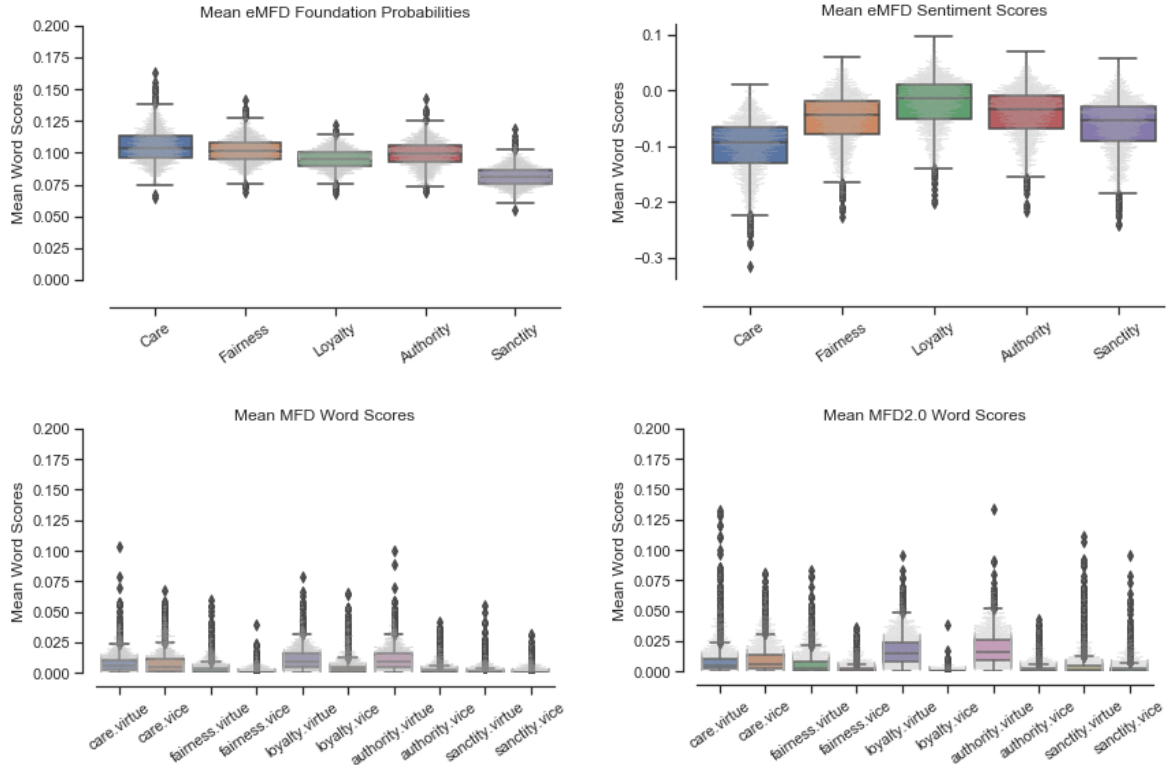 Mean eMFD Foundation Probabilities
0.200
0.175
0.150
0.125
0.100
0.075
0.050
0.025
0.000
Mean Word Scores
Care
Fairness
Loyalty
Authority
Sanctity
Mean eMFD Sentiment Scores
0.1
0.0
−0.1
−0.2
−0.3
Mean Word Scores
Care
Fairness
Loyalty
Authority
Sanctity
Mean MFD Word Scores
0.200
0.175
0.150
0.125
0.100
0.075
0.050
0.025
0.000
Mean Word Scores
care.virtue
care.vice
fairness.virtue
fairness.vice
loyalty.virtue
loyalty.vice
authority.virtue
authority.vice
sanctity.virtue
sanctity.vice
Mean MFD2.0 Word Scores
0.200
0.175
0.150
0.125
0.100
0.075
0.050
0.025
0.000
Mean Word Scores
care.virtue
care.vice
fairness.virtue
fairness.vice
loyalty.virtue
loyalty.vice
authority.virtue
authority.vice
sanctity.virtue
sanctity.vice